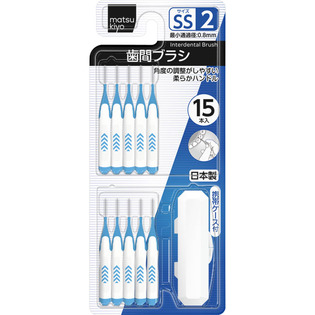 matsu
kiyo
サイズ
SS 2
最小通過径:0.8mm
Interdental Brush
歯間ブラシ
角度の調整がしやすい
柔らかハンドル
15
本入
日本製
携帯ケース付